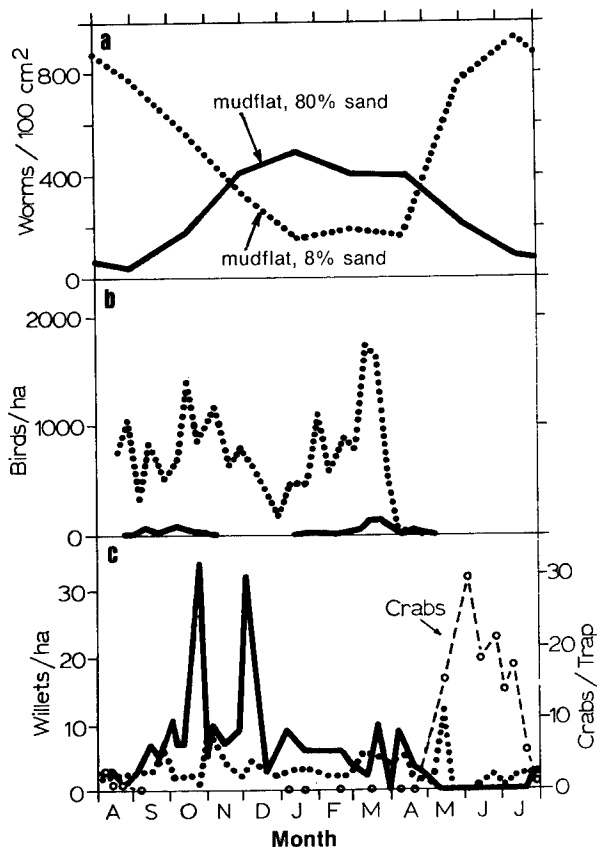 a
Worms / 100 cm2
800
400
0
mudflat, 80% sand
mudflat, 8% sand
b
Birds/ha
2000
1000
0
c
Willets/ha
30
20
10
0
Crabs
Crabs/Trap
30
20
10
0
A S O N D J F M A M J J
Month